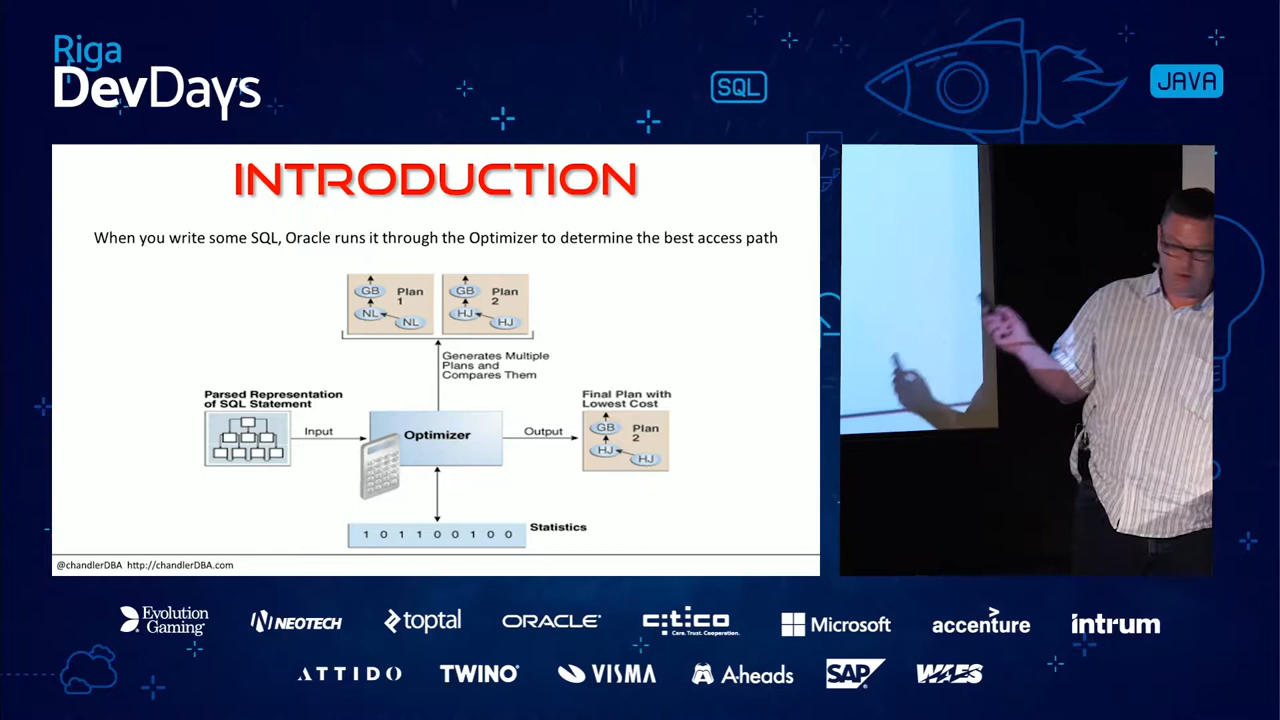 Riga
DevDays
SQL
JAVA
</>
INTRODUCTION
When you write some SQL, Oracle runs it through the Optimizer to determine the best access path
GB
Plan
1
NL
NL
GB
Plan
2
HJ
HJ
Generates Multiple
Plans and
Compares Them
Parsed Representation
of SQL Statement
Input
Optimizer
Output
Final Plan with
Lowest Cost
GB
Plan
2
HJ
HJ
1 0 1 1 0 0 1 0 0
Statistics
@chandlerDBA http://chandlerDBA.com
Evolution
Gaming
NEOTECH
toptal
ORACLE
citico
Care. Trust. Cooperation.
Microsoft
accenture
intrum
ATTIDO
TWINO
VISMA
A-heads
SAP
WAES